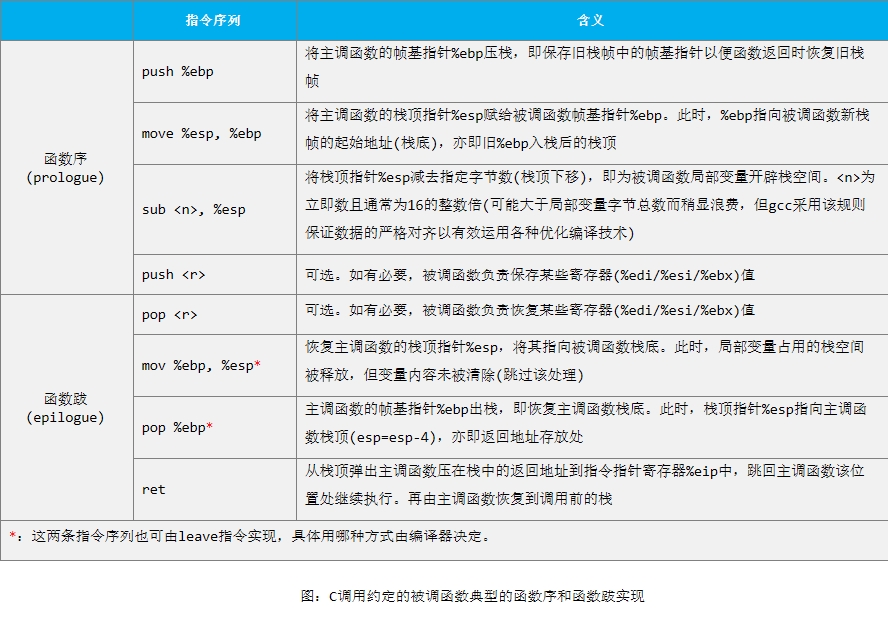 指令序列
含义
函数序
(prologue)
push %ebp
将主调函数的帧基指针%ebp压栈，即保存旧栈帧中的帧基指针以便函数返回时恢复旧栈
帧
move %esp, %ebp
将主调函数的栈顶指针%esp赋给被调函数帧基指针%ebp。此时，%ebp指向被调函数新栈
帧的起始地址(栈底)，亦即旧%ebp入栈后的栈顶
sub <n>, %esp
将栈顶指针%esp减去指定字节数(栈顶下移)，即为被调函数局部变量开辟栈空间。<n>为
立即数且通常为16的整数倍(可能大于局部变量字节总数而稍显浪费，但gcc采用该规则
保证数据的严格对齐以有效运用各种优化编译技术)
push <r>
可选。如有必要，被调函数负责保存某些寄存器(%edi/%esi/%ebx)值
函数跋
(epilogue)
pop <r>
可选。如有必要，被调函数负责恢复某些寄存器(%edi/%esi/%ebx)值
mov %ebp, %esp*
恢复主调函数的栈顶指针%esp，将其指向被调函数栈底。此时，局部变量占用的栈空间
被释放，但变量内容未被清除(跳过该处理)
pop %ebp*
主调函数的帧基指针%ebp出栈，即恢复主调函数栈底。此时，栈顶指针%esp指向主调函
数栈顶(esp=esp-4)，亦即返回地址存放处
ret
从栈顶弹出主调函数压在栈中的返回地址到指令指针寄存器%eip中，跳回主调函数该位
置处继续执行。再由主调函数恢复到调用前的栈
*：这两条指令序列也可由leave指令实现，具体用哪种方式由编译器决定。
图：C调用约定的被调函数典型的函数序和函数跋实现